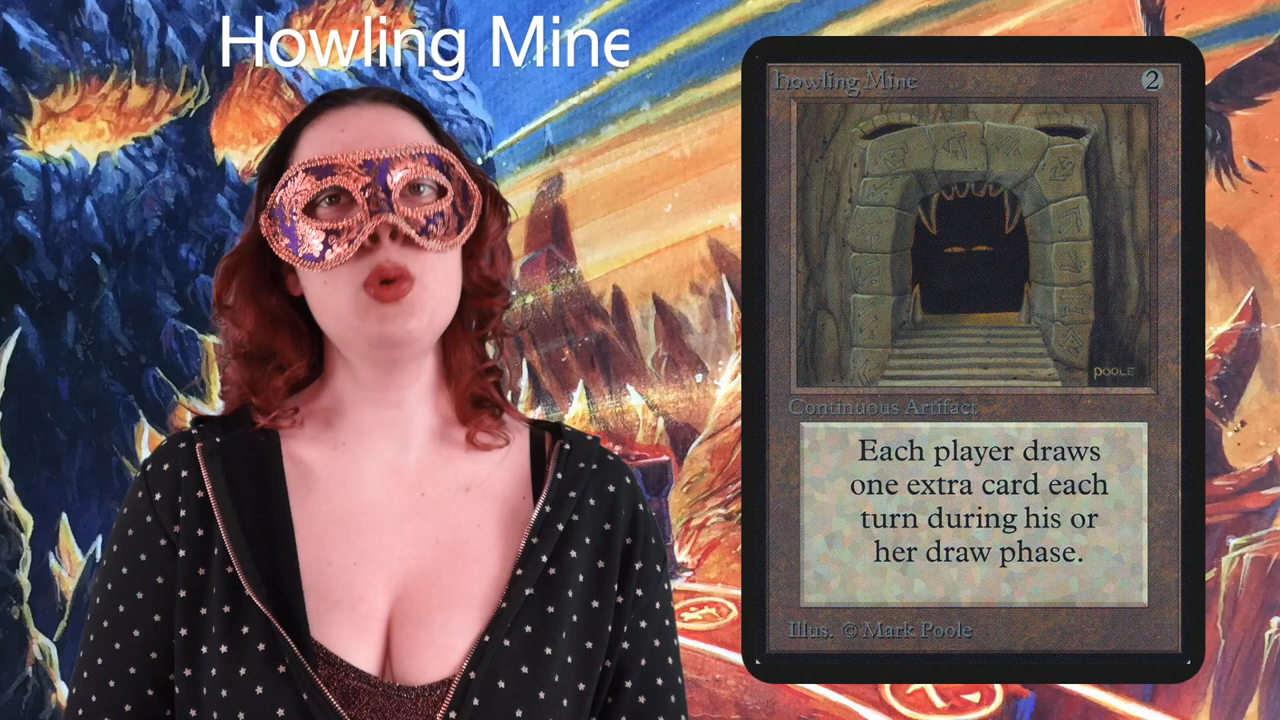 Howling Mine
Howling Mine 2
POOLE
Continuous Artifact
Each player draws
one extra card each
turn during his or
her draw phase.
Illus. © Mark Poole